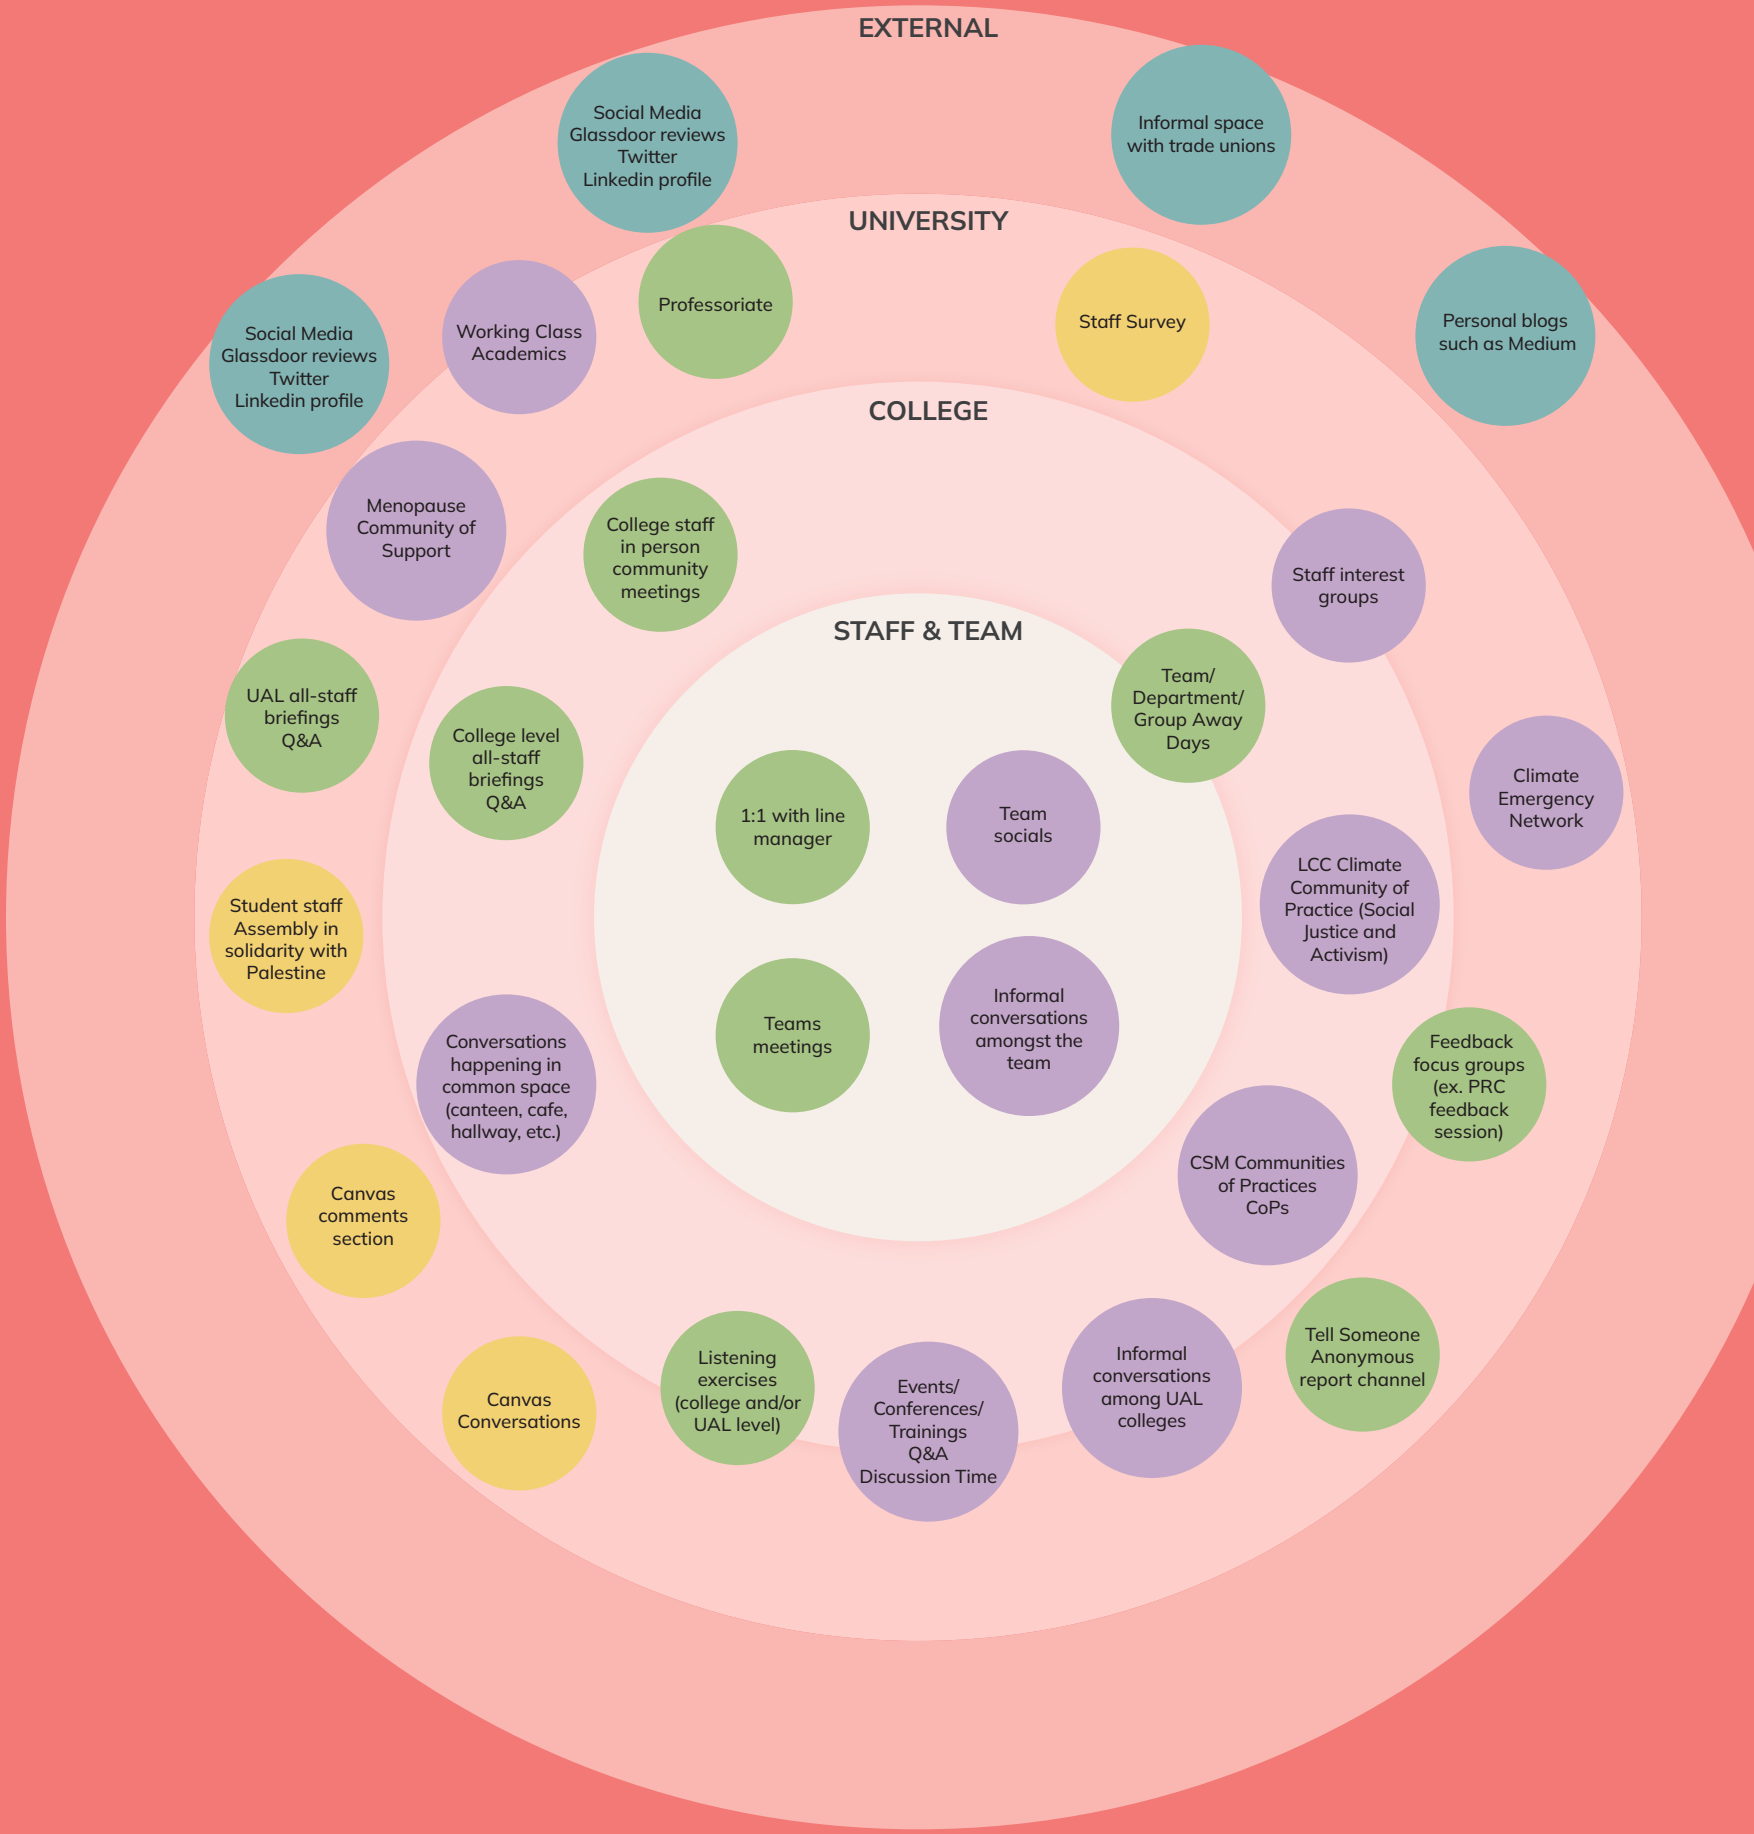 EXTERNAL
Social Media
Glassdoor reviews
Twitter
Linkedin profile
Informal space
with trade unions
UNIVERSITY
Professoriate
Staff Survey
Working Class
Academics
Social Media
Glassdoor reviews
Twitter
Linkedin profile
Personal blogs
such as Medium
COLLEGE
Menopause
Community of
Support
College staff
in person
community
meetings
Staff interest
groups
STAFF & TEAM
UAL all-staff
briefings
Q&A
College level
all-staff
briefings
Q&A
Team/
Department/
Group Away
Days
1:1 with line
manager
Team
socials
Climate
Emergency
Network
LCC Climate
Community of
Practice (Social
Justice and
Activism)
Student staff
Assembly in
solidarity with
Palestine
Teams
meetings
Informal
conversations
amongst the
team
Conversations
happening in
common space
(canteen, cafe,
hallway, etc.)
Feedback
focus groups
(ex. PRC
feedback
session)
CSM Communities
of Practices
CoPs
Canvas
comments
section
Canvas
Conversations
Listening
exercises
(college and/or
UAL level)
Events/
Conferences/
Trainings
Q&A
Discussion Time
Informal
conversations
among UAL
colleges
Tell Someone
Anonymous
report channel